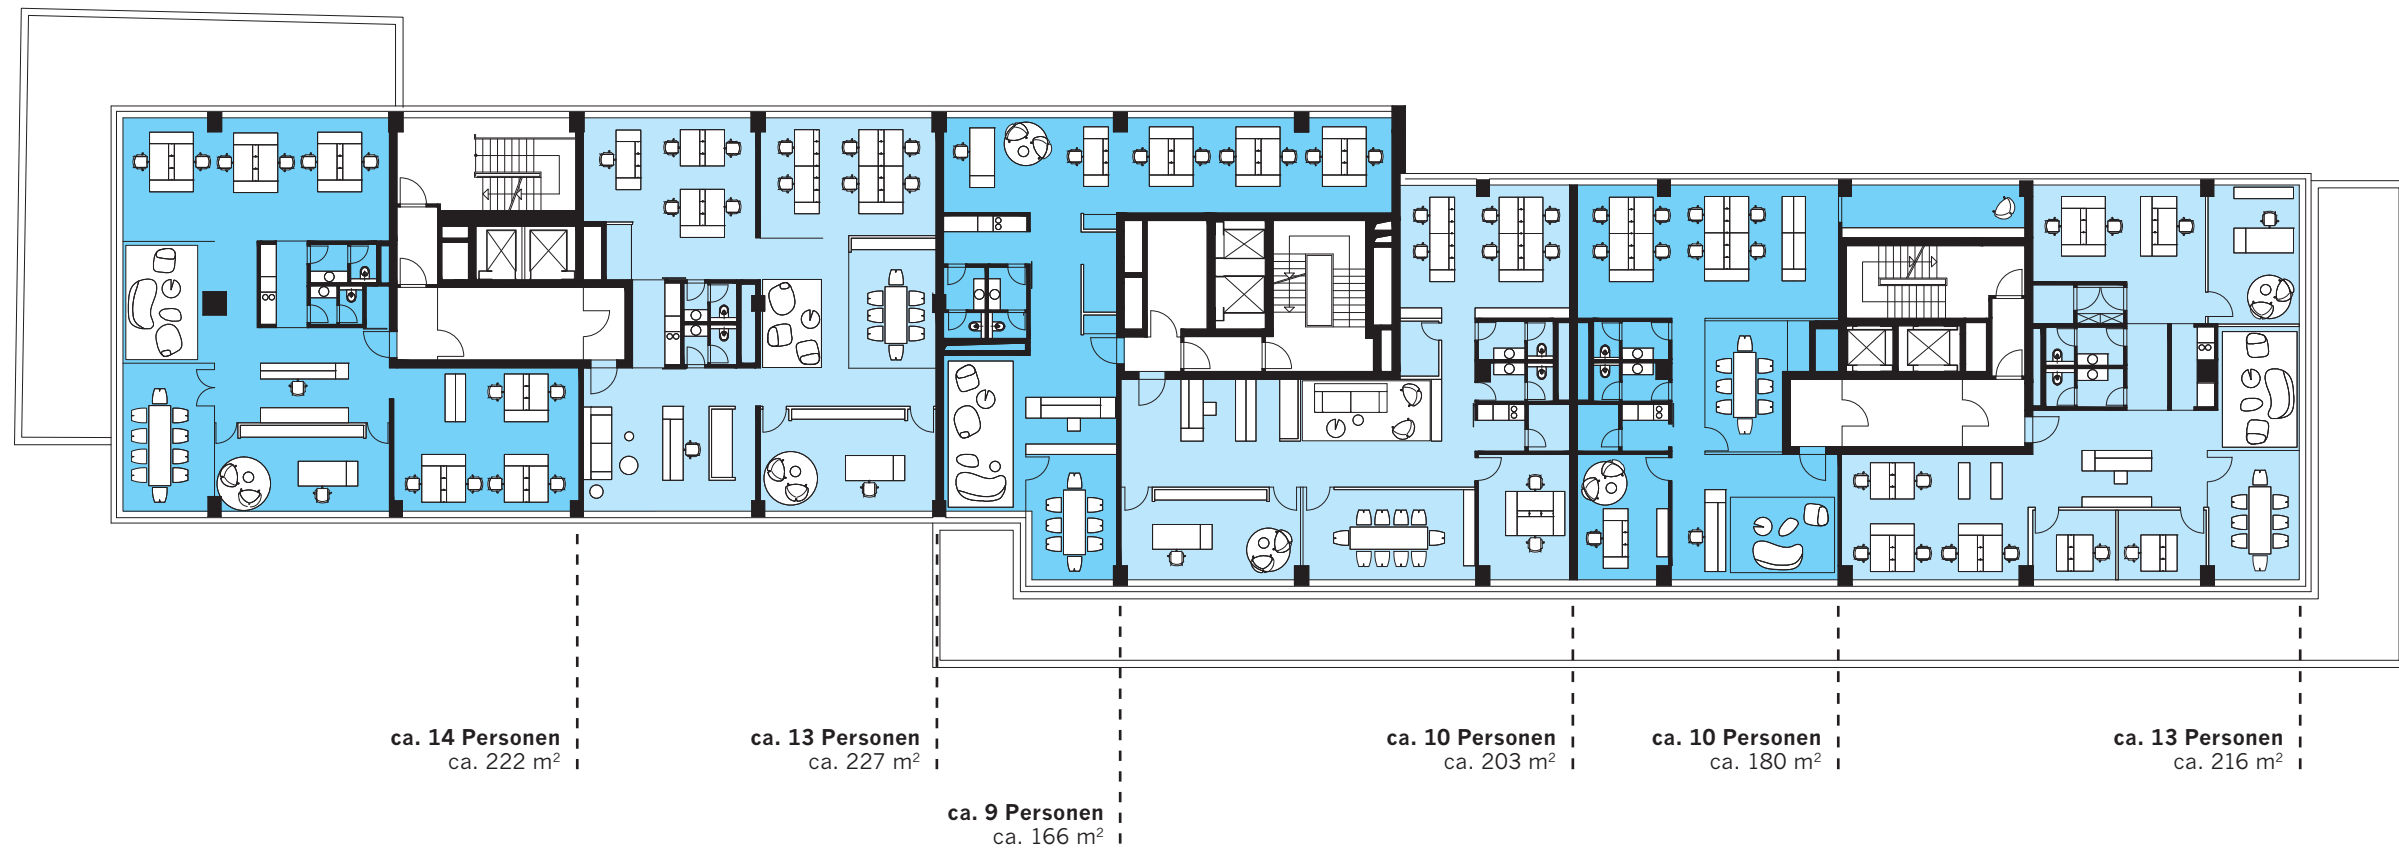 ca. 14 Personen
ca. 222 m²
ca. 13 Personen
ca. 227 m²
ca. 9 Personen
ca. 166 m²
ca. 10 Personen
ca. 203 m²
ca. 10 Personen
ca. 180 m²
ca. 13 Personen
ca. 216 m²